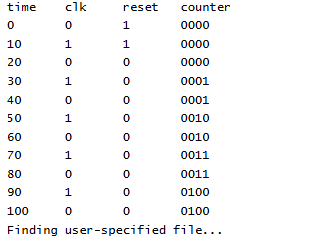 time clk reset counter
0 0 1 0000
10 1 1 0000
20 0 0 0000
30 1 0 0001
40 0 0 0001
50 1 0 0010
60 0 0 0010
70 1 0 0011
80 0 0 0011
90 1 0 0100
100 0 0 0100
Finding user-specified file...